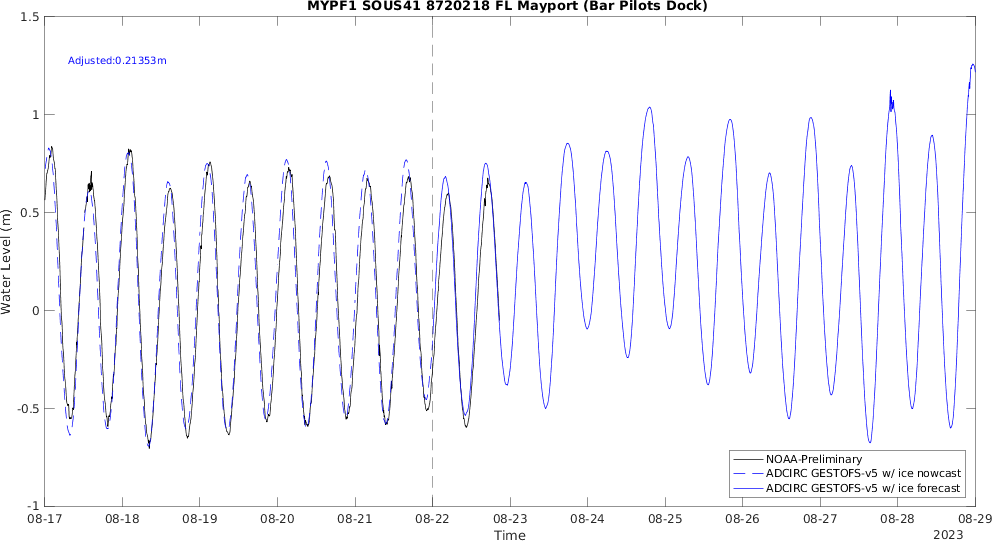 MYPF1 SOUS41 8720218 FL Mayport (Bar Pilots Dock)
1.5
Adjusted:0.21353m
1
0.5
0
-0.5
-1
Water Level (m)
NOAA-Preliminary
ADCIRC GESTOFS-v5 w/ ice nowcast
ADCIRC GESTOFS-v5 w/ ice forecast
08-17 08-18 08-19 08-20 08-21 08-22 08-23 08-24 08-25 08-26 08-27 08-28 08-29
Time
2023